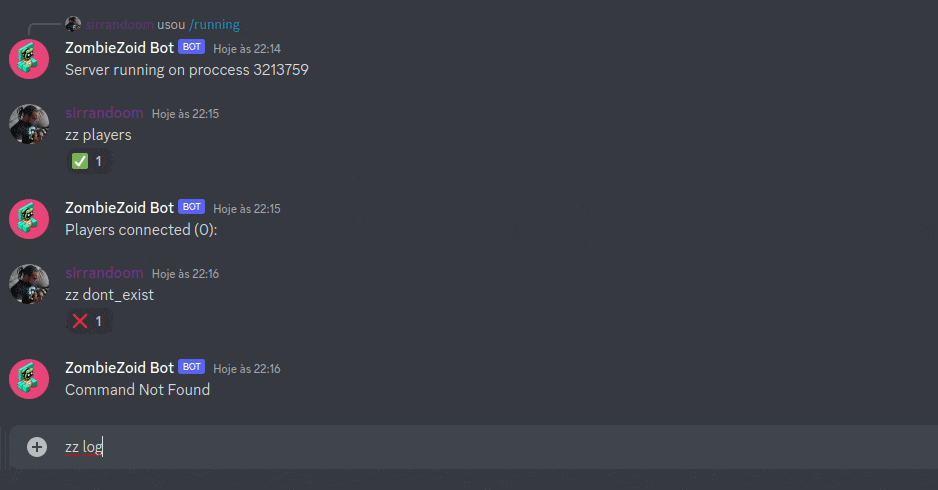 sirrandoom usou /running
ZombieZoid Bot BOT Hoje às 22:14
Server running on proccess 3213759
sirrandoom Hoje às 22:15
zz players
✅ 1
ZombieZoid Bot BOT Hoje às 22:15
Players connected (0):
sirrandoom Hoje às 22:16
zz dont_exist
❌ 1
ZombieZoid Bot BOT Hoje às 22:16
Command Not Found
zz log